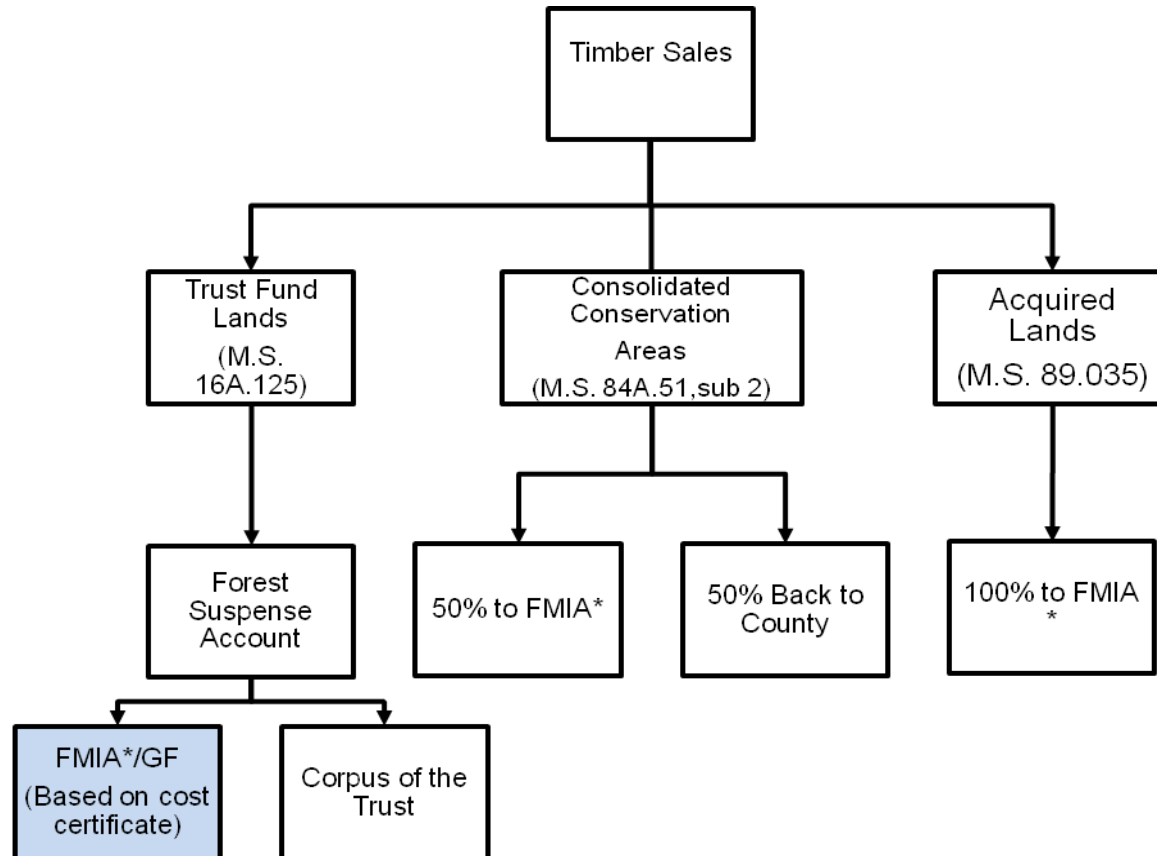 Timber Sales
Trust Fund
Lands
(M.S.
16A.125)
Consolidated
Conservation
Areas
(M.S. 84A.51,sub 2)
Acquired
Lands
(M.S. 89.035)
Forest
Suspense
Account
50% to FMIA*
50% Back to
County
100% to FMIA
*
FMIA*/GF
(Based on cost
certificate)
Corpus of the
Trust